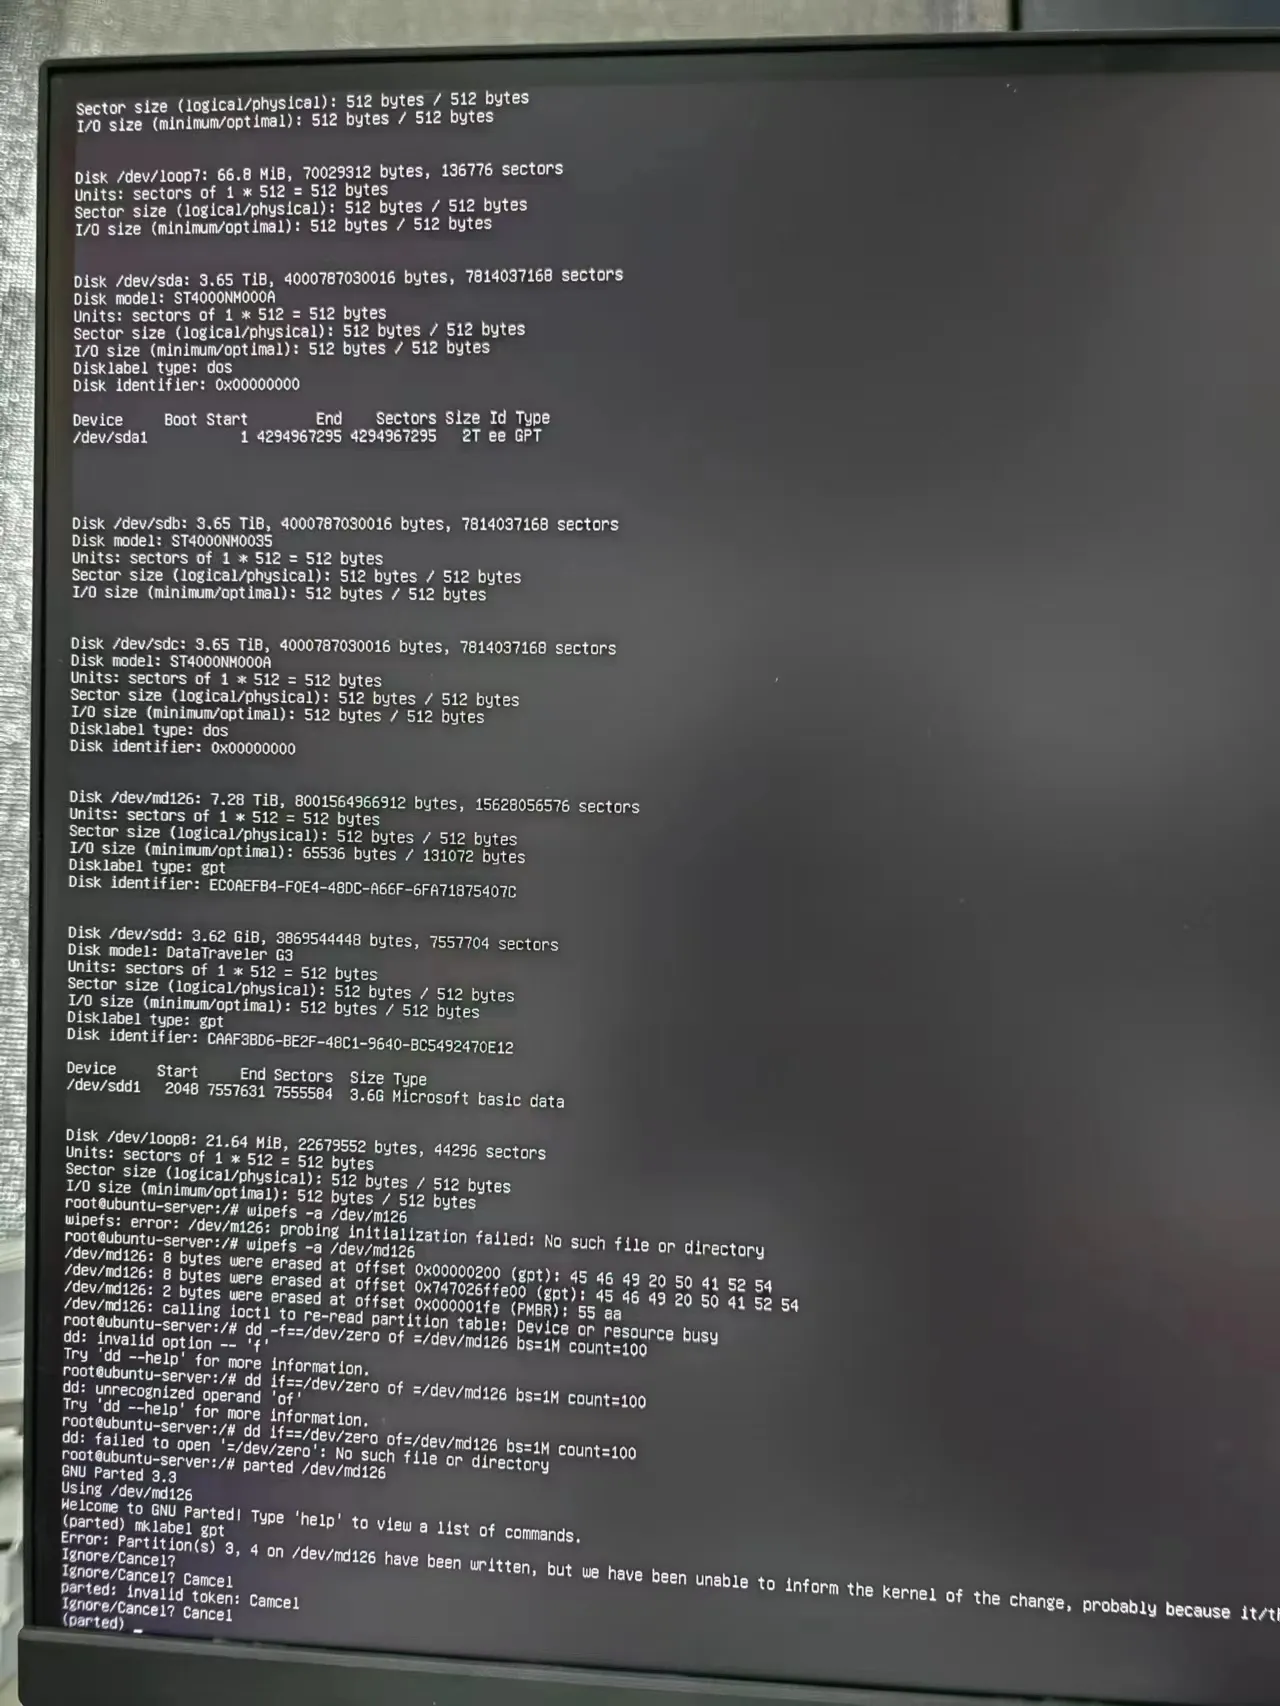 Sector size (logical/physical): 512 bytes / 512 bytes
I/O size (minimum/optimal): 512 bytes / 512 bytes
Disk /dev/loop7: 66.8 MiB, 70029312 bytes, 136776 sectors
Units: sectors of 1 * 512 = 512 bytes
Sector size (logical/physical): 512 bytes / 512 bytes
I/O size (minimum/optimal): 512 bytes / 512 bytes
Disk /dev/sda: 3.65 TiB, 4000787030016 bytes, 7814037168 sectors
Disk model: ST4000NM000A
Units: sectors of 1 * 512 = 512 bytes
Sector size (logical/physical): 512 bytes / 512 bytes
I/O size (minimum/optimal): 512 bytes / 512 bytes
Disklabel type: dos
Disk identifier: 0x00000000
Device     Boot Start        End    Sectors Size Id Type
/dev/sda1           1 4294967295 4294967295   2T ee GPT
Disk /dev/sdb: 3.65 TiB, 4000787030016 bytes, 7814037168 sectors
Disk model: ST4000NM0035
Units: sectors of 1 * 512 = 512 bytes
Sector size (logical/physical): 512 bytes / 512 bytes
I/O size (minimum/optimal): 512 bytes / 512 bytes
Disk /dev/sdc: 3.65 TiB, 4000787030016 bytes, 7814037168 sectors
Disk model: ST4000NM000A
Units: sectors of 1 * 512 = 512 bytes
Sector size (logical/physical): 512 bytes / 512 bytes
I/O size (minimum/optimal): 512 bytes / 512 bytes
Disklabel type: dos
Disk identifier: 0x00000000
Disk /dev/md126: 7.28 TiB, 8001564966912 bytes, 15628056576 sectors
Units: sectors of 1 * 512 = 512 bytes
Sector size (logical/physical): 512 bytes / 512 bytes
I/O size (minimum/optimal): 65536 bytes / 131072 bytes
Disklabel type: gpt
Disk identifier: EC0AEFB4-F0E4-48DC-A66F-6FA71875407C
Disk /dev/sdd: 3.62 GiB, 3869544448 bytes, 7557704 sectors
Disk model: DataTraveler G3
Units: sectors of 1 * 512 = 512 bytes
Sector size (logical/physical): 512 bytes / 512 bytes
I/O size (minimum/optimal): 512 bytes / 512 bytes
Disklabel type: gpt
Disk identifier: CAAF3BD6-BE2F-48C1-9640-BC5492470E12
Device     Start     End Sectors  Size Type
/dev/sdd1   2048 7557631 7555584  3.6G Microsoft basic data
Disk /dev/loop8: 21.64 MiB, 22679552 bytes, 44296 sectors
Units: sectors of 1 * 512 = 512 bytes
Sector size (logical/physical): 512 bytes / 512 bytes
I/O size (minimum/optimal): 512 bytes / 512 bytes
root@ubuntu-server:/# wipefs -a /dev/m126
wipefs: error: /dev/m126: probing initialization failed: No such file or directory
root@ubuntu-server:/# wipefs -a /dev/md126
/dev/md126: 8 bytes were erased at offset 0x00000200 (gpt): 45 46 49 20 50 41 52 54
/dev/md126: 8 bytes were erased at offset 0x747026ffe00 (gpt): 45 46 49 20 50 41 52 54
/dev/md126: 2 bytes were erased at offset 0x000001fe (PMBR): 55 aa
/dev/md126: calling ioctl to re-read partition table: Device or resource busy
root@ubuntu-server:/# dd -f==/dev/zero of =/dev/md126 bs=1M count=100
dd: invalid option -- 'f'
Try 'dd --help' for more information.
root@ubuntu-server:/# dd if==/dev/zero of =/dev/md126 bs=1M count=100
dd: unrecognized operand 'of'
Try 'dd --help' for more information.
root@ubuntu-server:/# dd if==/dev/zero of=/dev/md126 bs=1M count=100
dd: failed to open '=/dev/zero': No such file or directory
root@ubuntu-server:/# parted /dev/md126
GNU Parted 3.3
Using /dev/md126
Welcome to GNU Parted! Type 'help' to view a list of commands.
(parted) mklabel gpt
Error: Partition(s) 3, 4 on /dev/md126 have been written, but we have been unable to inform the kernel of the change, probably because it/th
Ignore/Cancel?
Ignore/Cancel? Camcel
parted: invalid token: Camcel
Ignore/Cancel? Cancel
(parted) _